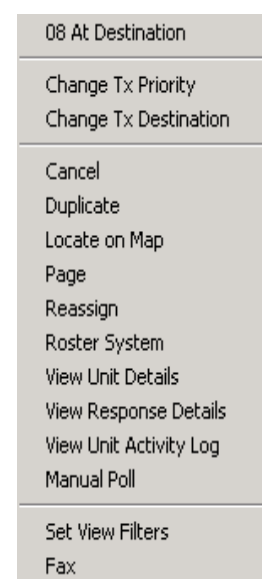 08 At Destination
Change Tx Priority
Change Tx Destination
Cancel
Duplicate
Locate on Map
Page
Reassign
Roster System
View Unit Details
View Response Details
View Unit Activity Log
Manual Poll
Set View Filters
Fax